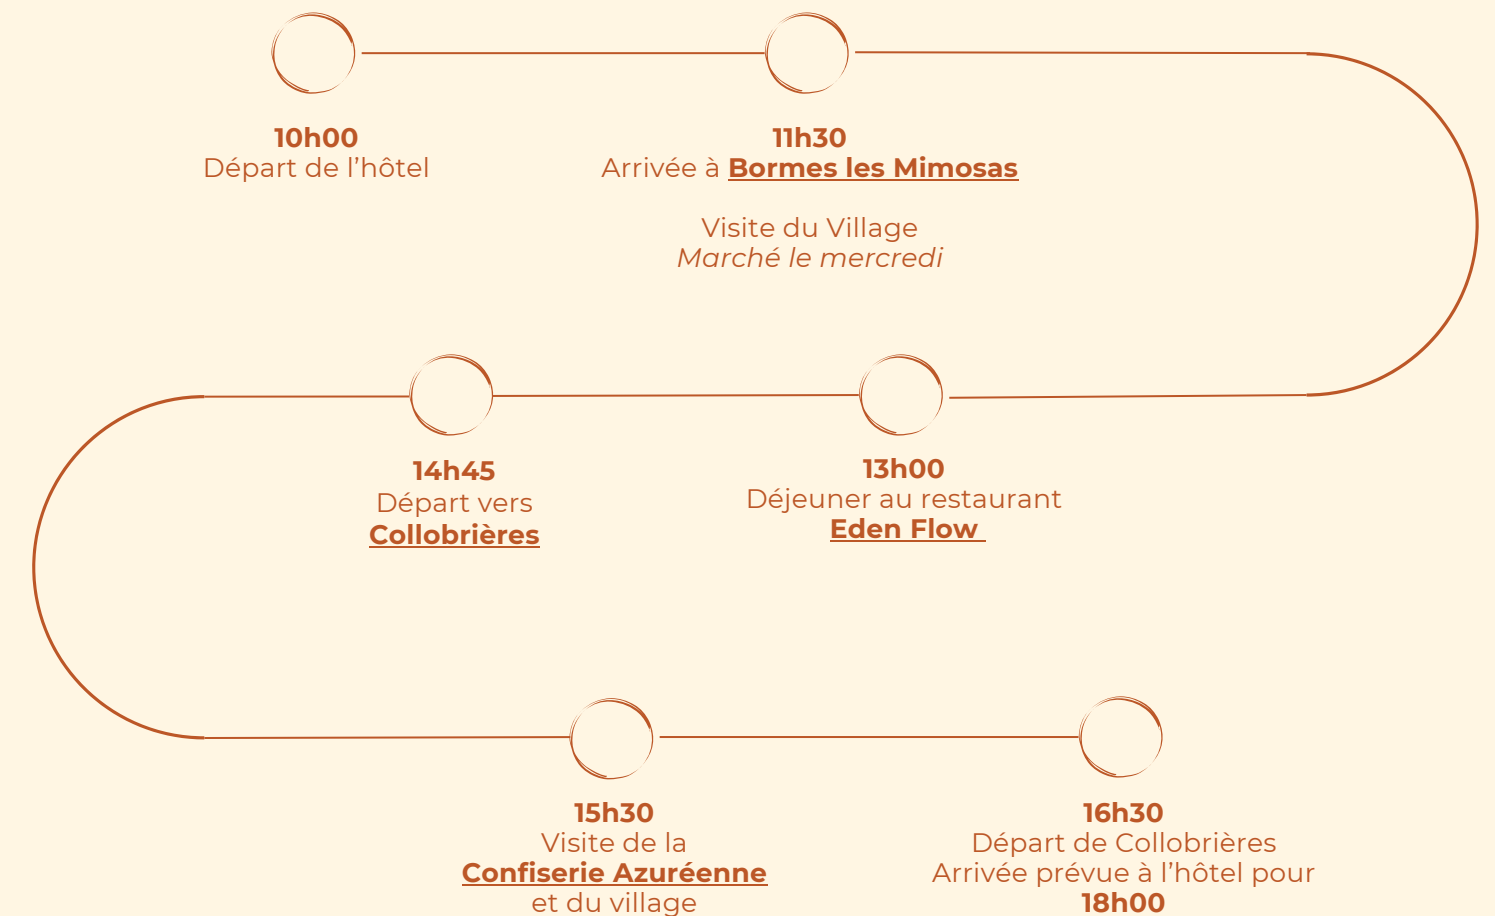 10h00
Départ de l’hôtel
11h30
Arrivée à Bormes les Mimosas
Visite du Village
Marché le mercredi
13h00
Déjeuner au restaurant
Eden Flow
14h45
Départ vers
Collobrières
15h30
Visite de la
Confiserie Azuréenne
et du village
16h30
Départ de Collobrières
Arrivée prévue à l’hôtel pour
18h00